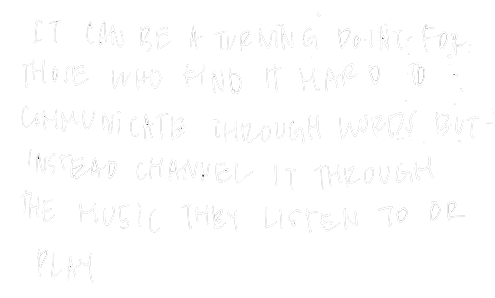 IT CAN BE A TURNING POINT FOR
THOSE WHO FIND IT HARD TO
COMMUNICATE THROUGH WORDS BUT
INSTEAD CHANNEL IT THROUGH
THE MUSIC THEY LISTEN TO OR
PLAY